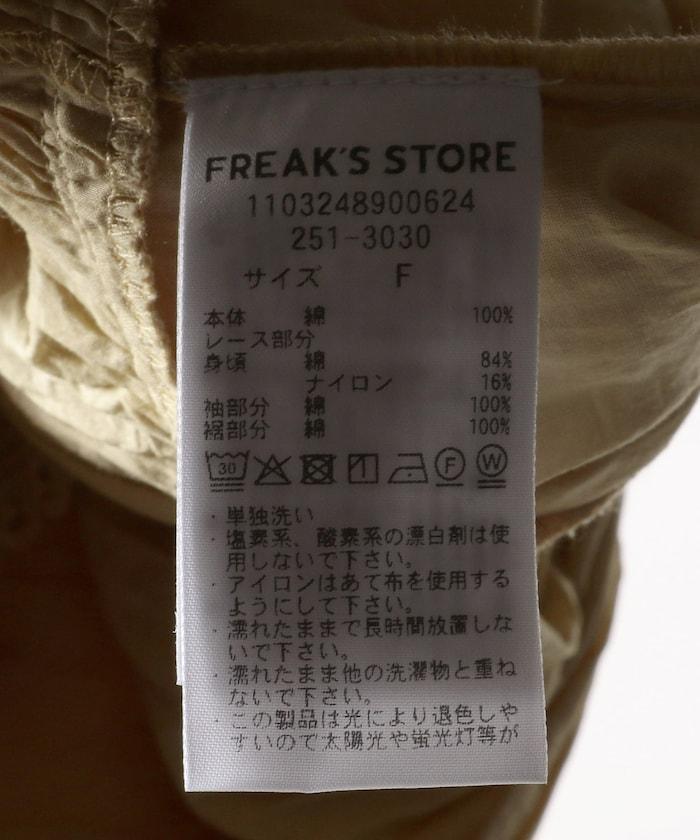 FREAK'S STORE
1103248900624
251-3030
サイズ F
本体 綿 100%
レース部分
身頃 綿 84%
ナイロン 16%
袖部分 綿 100%
裾部分 綿 100%
30 F W
・単独洗い
・塩素系、酸素系の漂白剤は使
用しないで下さい。
・アイロンはあて布を使用する
ようにして下さい。
・濡れたままで長時間放置しな
いで下さい。
・濡れたまま他の洗濯物と重ね
ないで下さい。
・この製品は光により退色しや
すいので太陽光や蛍光灯等が